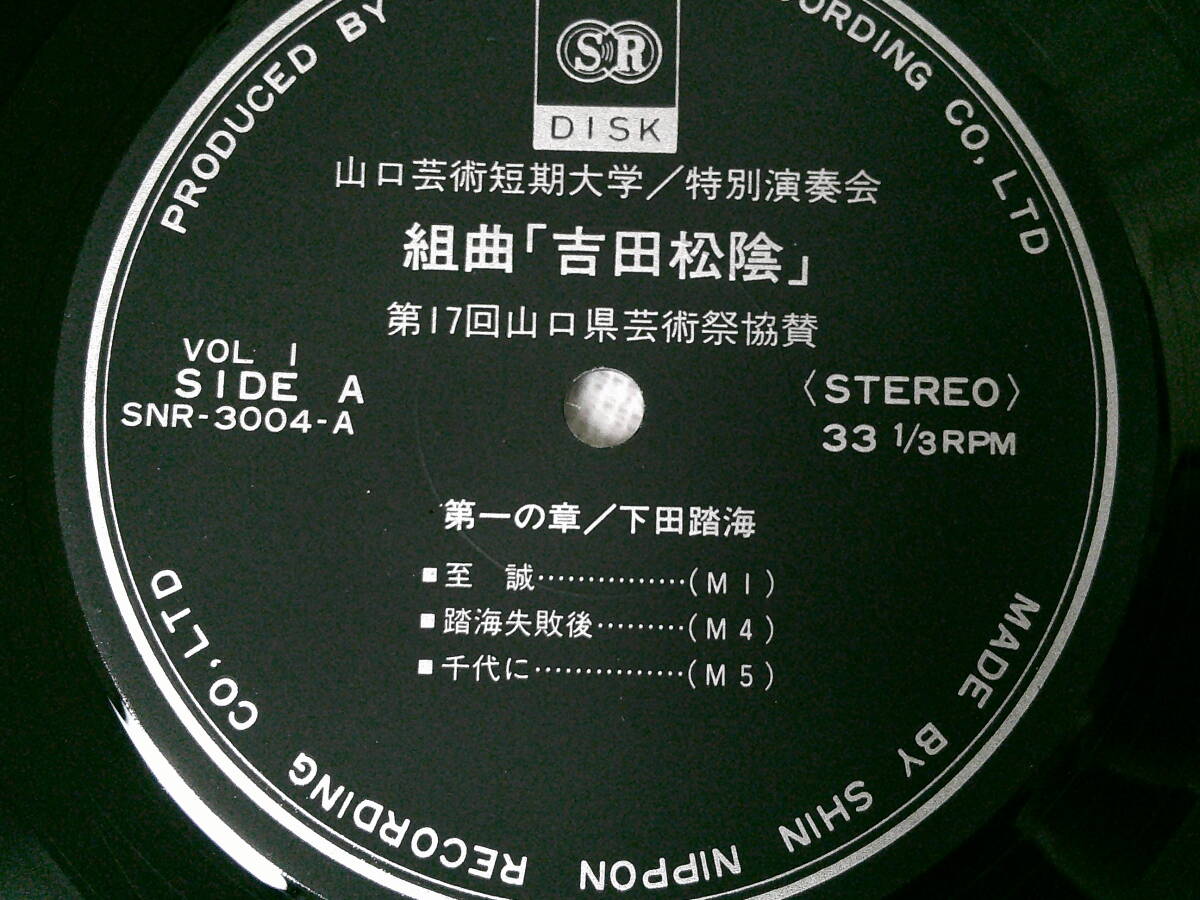 PRODUCED BY
ORDING CO, LTD
SR
DISK
山口芸術短期大学/特別演奏会
組曲「吉田松陰」
第17回山口県芸術祭協賛
VOL 1
SIDE A
SNR-3004-A
〈STEREO〉
33 1/3RPM
第一の章/下田踏海
■至 誠……………(M1)
■踏海失敗後………(M4)
■千代に……………(M5)
MADE BY SHIN NIPPON RECORDING CO, LTD